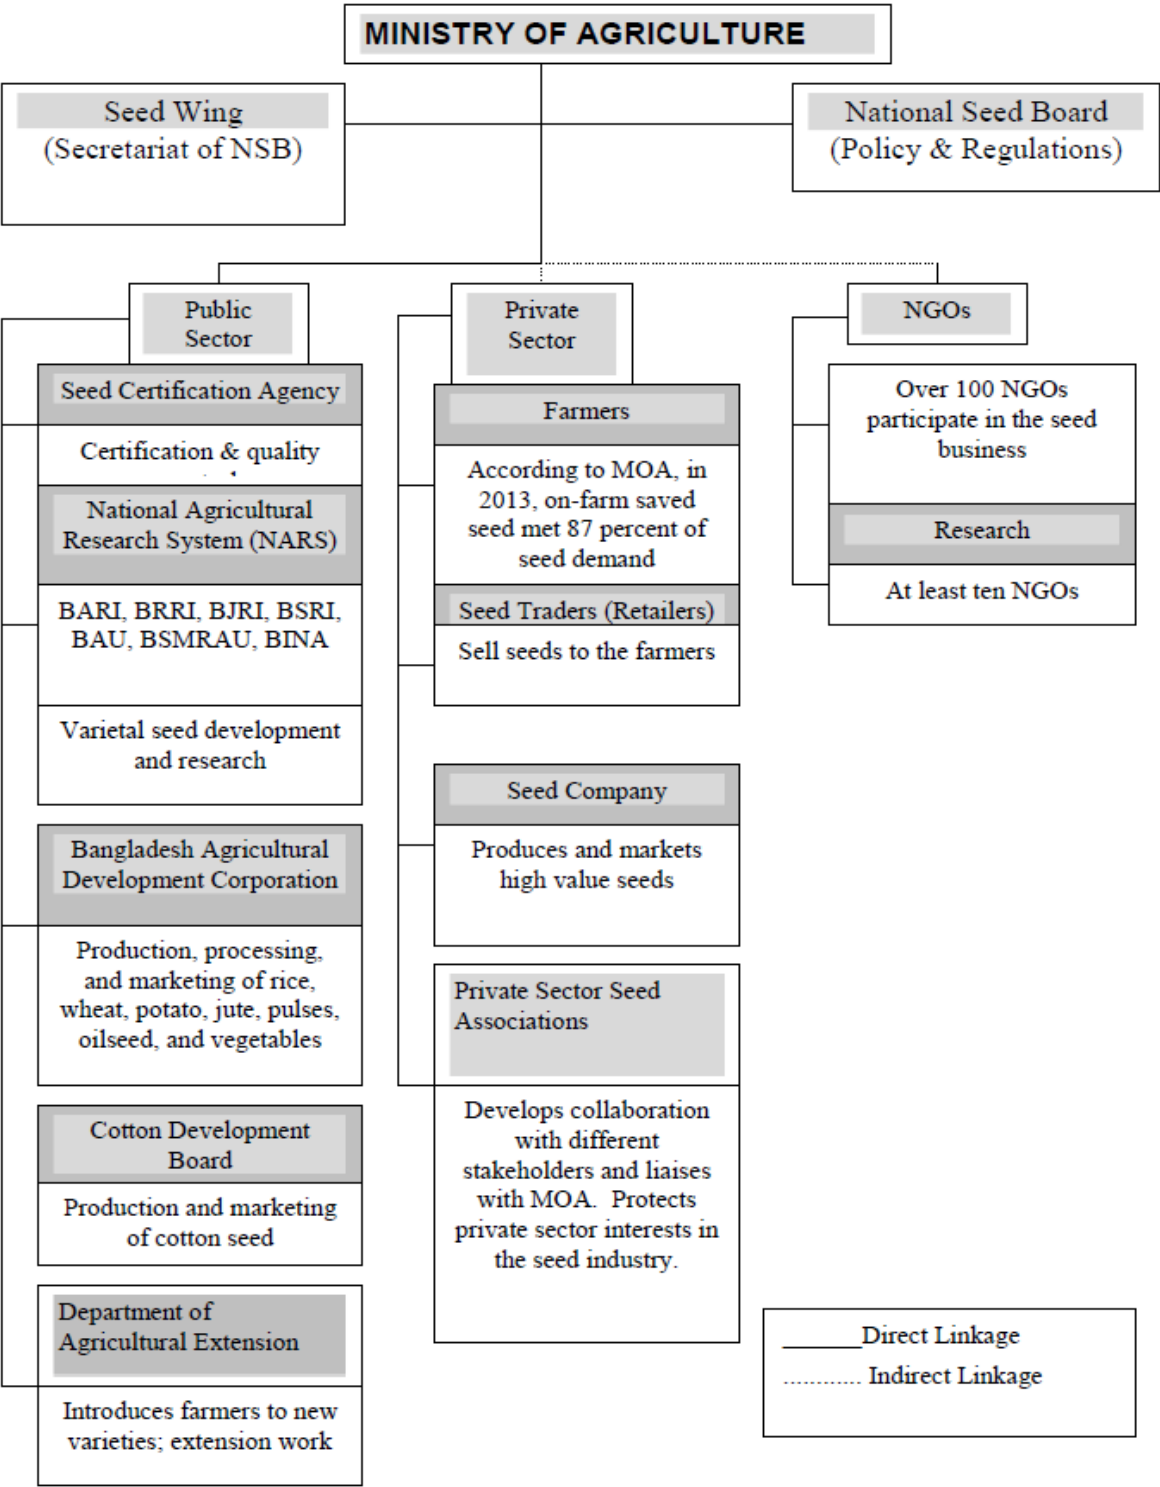 MINISTRY OF AGRICULTURE
Seed Wing
(Secretariat of NSB)
National Seed Board
(Policy & Regulations)
Public
Sector
Seed Certification Agency
Certification & quality
National Agricultural
Research System (NARS)
BARI, BRRI, BJRI, BSRI,
BAU, BSMRAU, BINA
Varietal seed development
and research
Bangladesh Agricultural
Development Corporation
Production, processing,
and marketing of rice,
wheat, potato, jute, pulses,
oilseed, and vegetables
Cotton Development
Board
Production and marketing
of cotton seed
Department of
Agricultural Extension
Introduces farmers to new
varieties; extension work
Private
Sector
Farmers
According to MOA, in
2013, on-farm saved
seed met 87 percent of
seed demand
Seed Traders (Retailers)
Sell seeds to the farmers
Seed Company
Produces and markets
high value seeds
Private Sector Seed
Associations
Develops collaboration
with different
stakeholders and liaises
with MOA. Protects
private sector interests in
the seed industry.
NGOs
Over 100 NGOs
participate in the seed
business
Research
At least ten NGOs
______Direct Linkage
............ Indirect Linkage